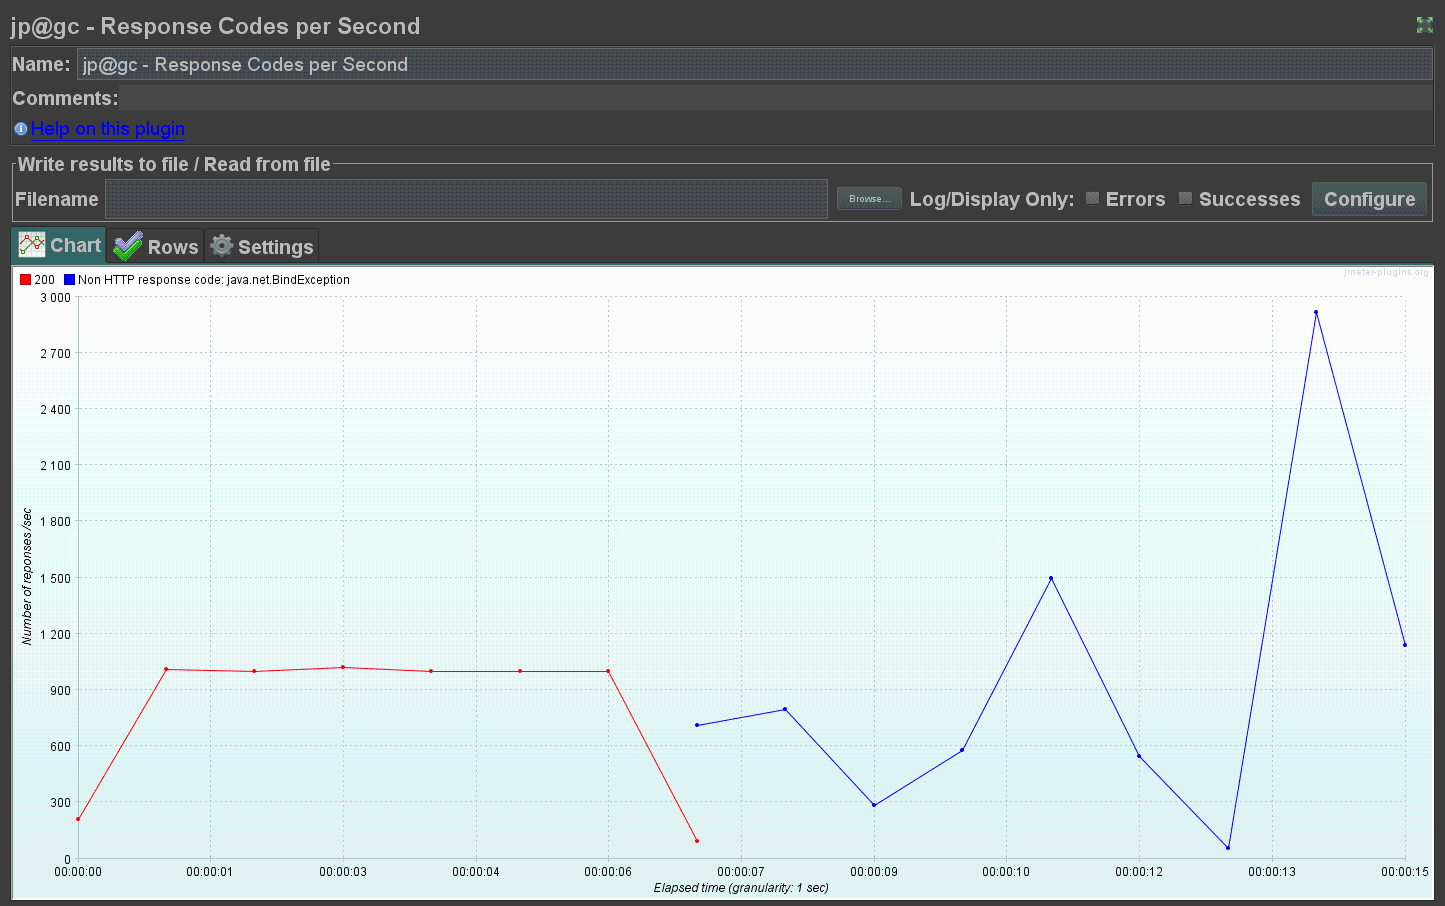 jp@gc - Response Codes per Second
Name: jp@gc - Response Codes per Second
Comments:
Help on this plugin
Write results to file / Read from file
Filename Browse... Log/Display Only: Errors Successes Configure
Chart Rows Settings
200 Non HTTP response code: java.net.BindException
jmeter-plugins.org
3 000
2 700
2 400
2 100
1 800
1 500
1 200
900
600
300
0
Number of reponses /sec
00:00:00 00:00:01 00:00:03 00:00:04 00:00:06 00:00:07 00:00:09 00:00:10 00:00:12 00:00:13 00:00:15
Elapsed time (granularity: 1 sec)